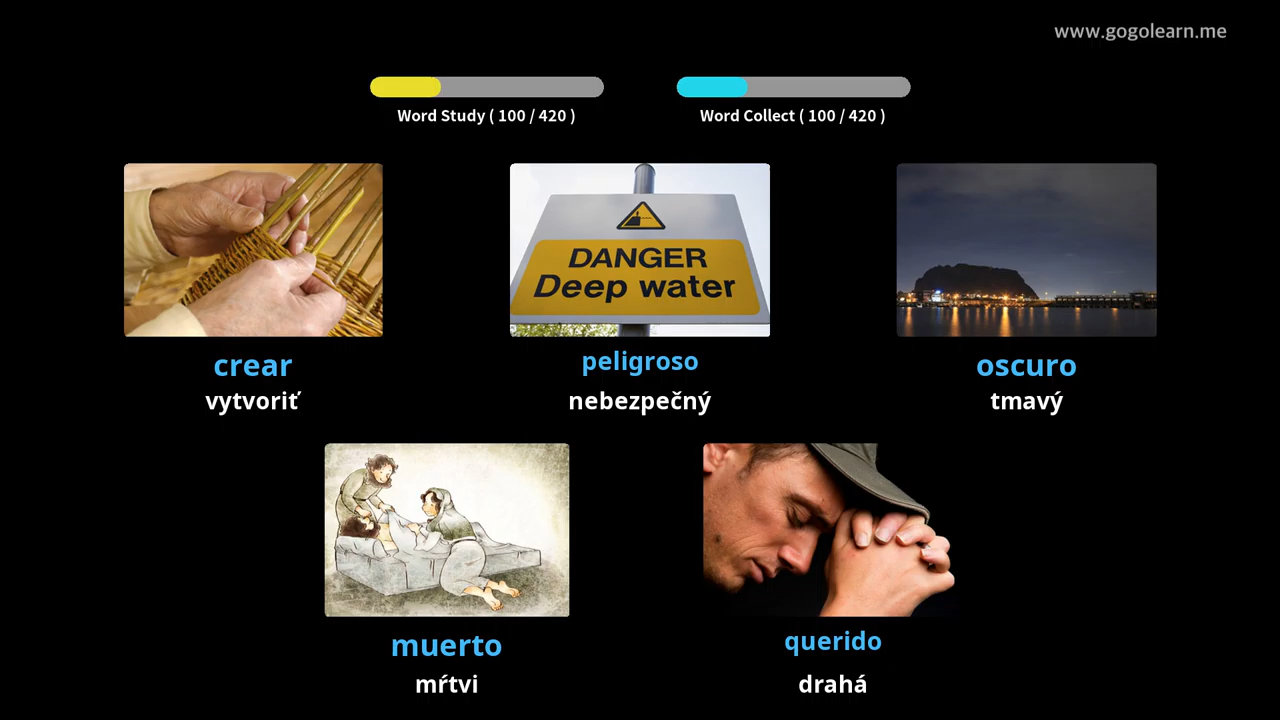 www.gogolearn.me
Word Study ( 100 / 420 )
Word Collect ( 100 / 420 )
DANGER
Deep water
crear
peligroso
oscuro
vytvoriť
nebezpečný
tmavý
muerto
querido
mŕtvi
drahá